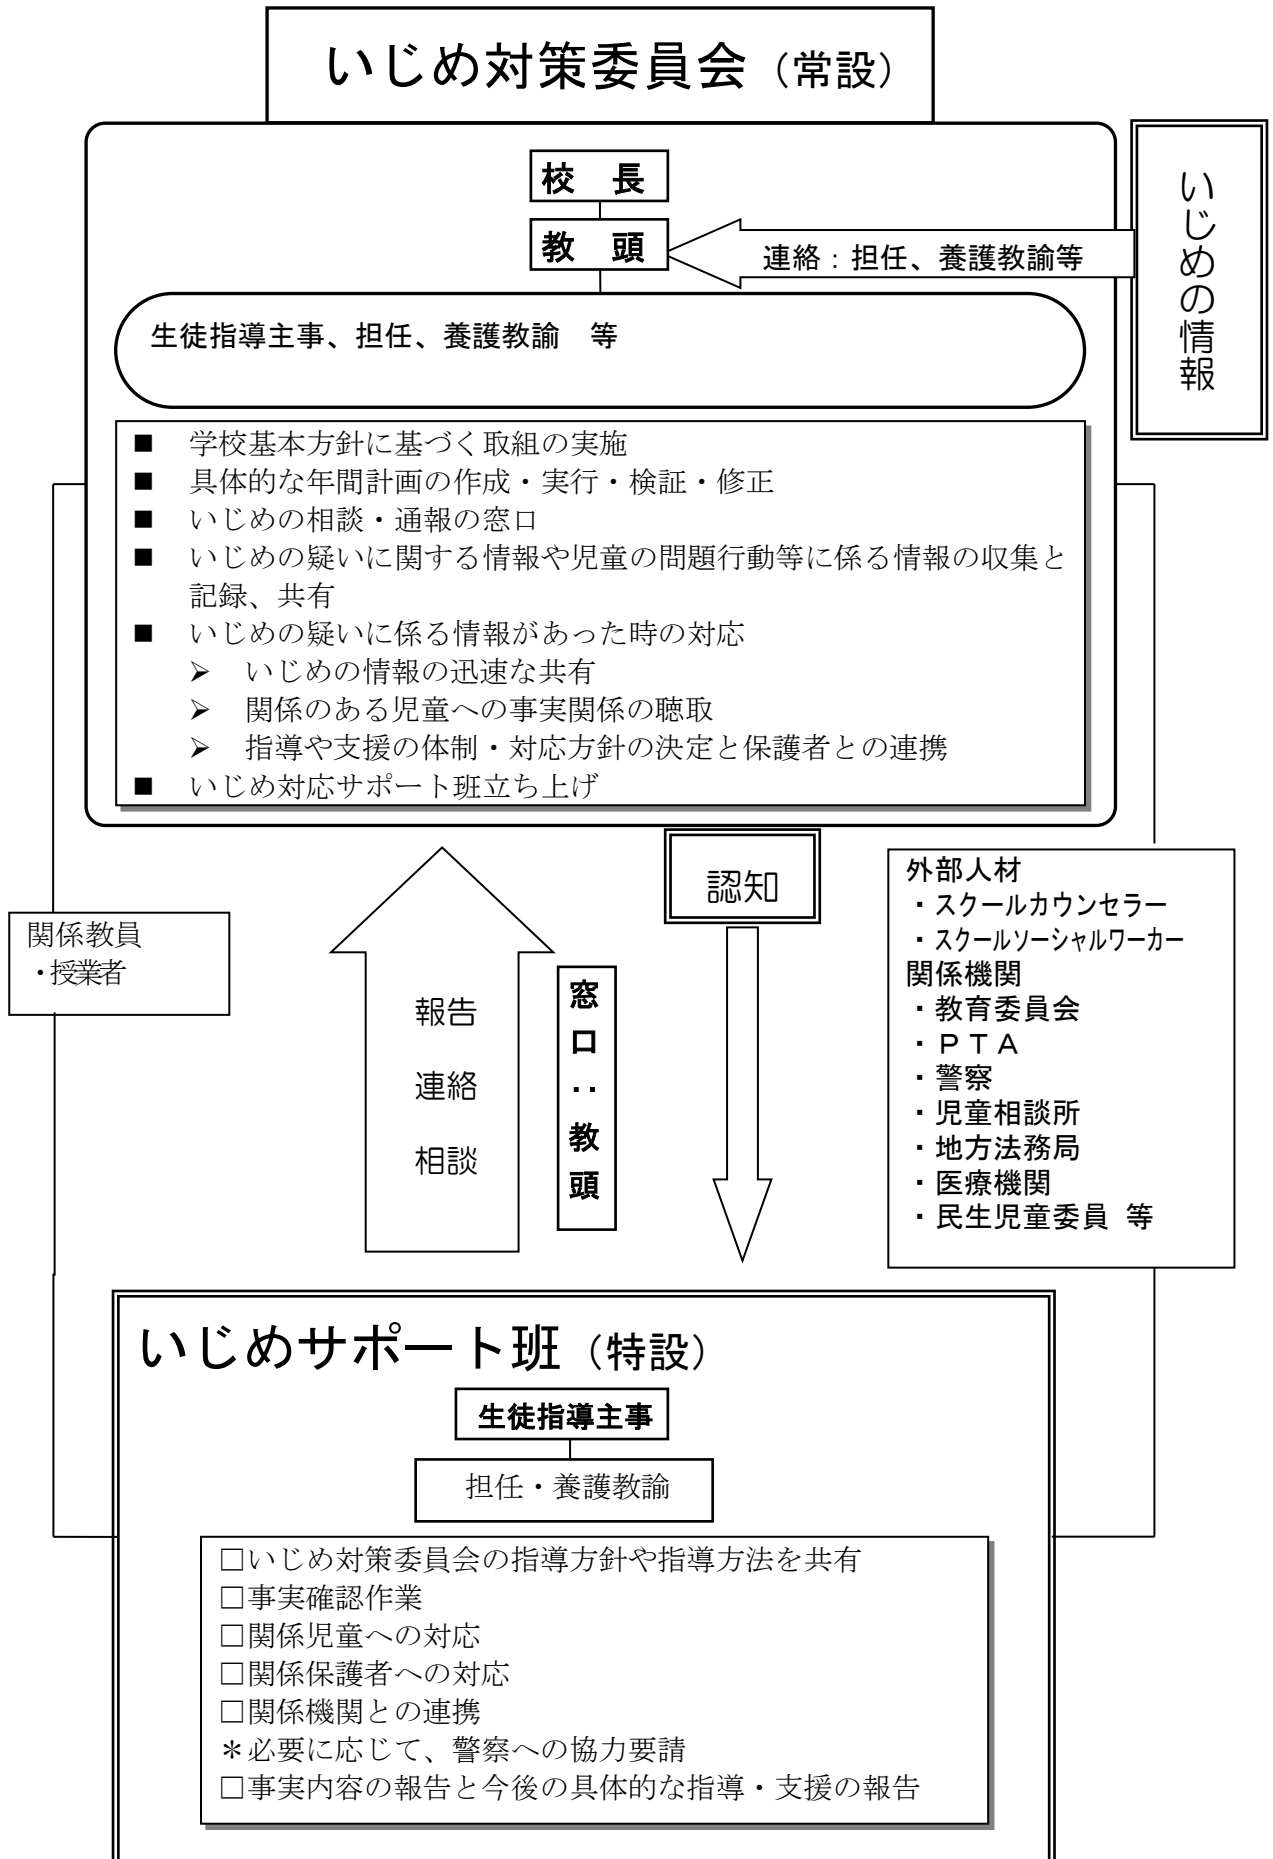 いじめ対策委員会（常設）
校　長
教　頭
連絡：担任、養護教諭等
いじめの情報
生徒指導主事、担任、養護教諭　等
■　学校基本方針に基づく取組の実施
■　具体的な年間計画の作成・実行・検証・修正
■　いじめの相談・通報の窓口
■　いじめの疑いに関する情報や児童の問題行動等に係る情報の収集と
記録、共有
■　いじめの疑いに係る情報があった時の対応
➢　いじめの情報の迅速な共有
➢　関係のある児童への事実関係の聴取
➢　指導や支援の体制・対応方針の決定と保護者との連携
■　いじめ対応サポート班立ち上げ
関係教員
・授業者
報告
連絡
相談
窓口：教頭
認知
外部人材
・スクールカウンセラー
・スクールソーシャルワーカー
関係機関
・教育委員会
・ＰＴＡ
・警察
・児童相談所
・地方法務局
・医療機関
・民生児童委員 等
いじめサポート班（特設）
生徒指導主事
担任・養護教諭
□いじめ対策委員会の指導方針や指導方法を共有
□事実確認作業
□関係児童への対応
□関係保護者への対応
□関係機関との連携
＊必要に応じて、警察への協力要請
□事実内容の報告と今後の具体的な指導・支援の報告